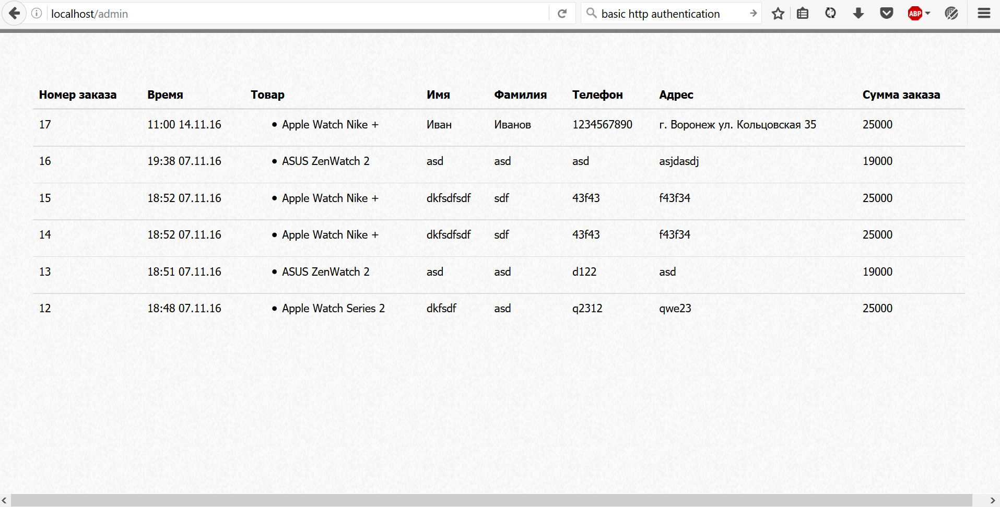 localhost/admin basic http authentication ABP
Номер заказа Время Товар Имя Фамилия Телефон Адрес Сумма заказа
17 11:00 14.11.16 • Apple Watch Nike + Иван Иванов 1234567890 г. Воронеж ул. Кольцовская 35 25000
16 19:38 07.11.16 • ASUS ZenWatch 2 asd asd asd asjdasdj 19000
15 18:52 07.11.16 • Apple Watch Nike + dkfsdfsdf sdf 43f43 f43f34 25000
14 18:52 07.11.16 • Apple Watch Nike + dkfsdfsdf sdf 43f43 f43f34 25000
13 18:51 07.11.16 • ASUS ZenWatch 2 asd asd d122 asd 19000
12 18:48 07.11.16 • Apple Watch Series 2 dkfsdf asd q2312 qwe23 25000